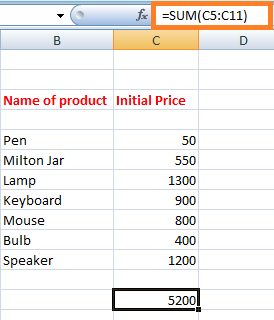 fx =SUM(C5:C11)
B C D
Name of product Initial Price
Pen 50
Milton Jar 550
Lamp 1300
Keyboard 900
Mouse 800
Bulb 400
Speaker 1200
5200